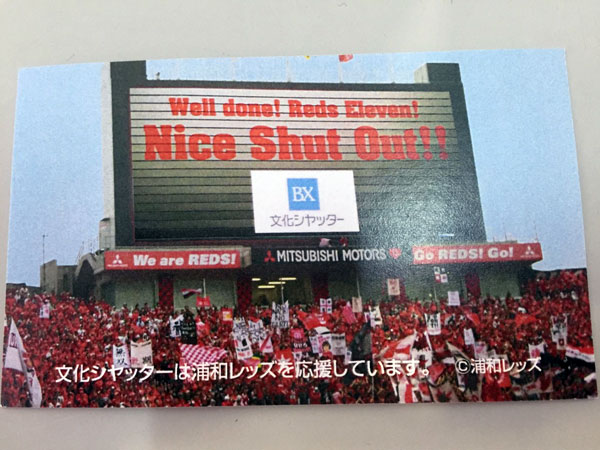 Well done! Reds Eleven!
Nice Shut Out!!
BX
文化シヤッター
We are REDS!
MITSUBISHI MOTORS
Go REDS! Go!
文化シヤッターは浦和レッズを応援しています。
©浦和レッズ